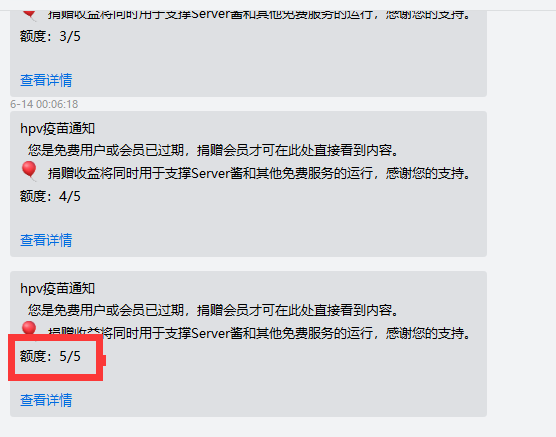 捐赠收益将同时用于支撑Server酱和其他免费服务的运行，感谢您的支持。
额度：3/5
查看详情
6-14 00:06:18
hpv疫苗通知
您是免费用户或会员已过期，捐赠会员才可在此处直接看到内容。
捐赠收益将同时用于支撑Server酱和其他免费服务的运行，感谢您的支持。
额度：4/5
查看详情
hpv疫苗通知
您是免费用户或会员已过期，捐赠会员才可在此处直接看到内容。
捐赠收益将同时用于支撑Server酱和其他免费服务的运行，感谢您的支持。
额度：5/5
查看详情